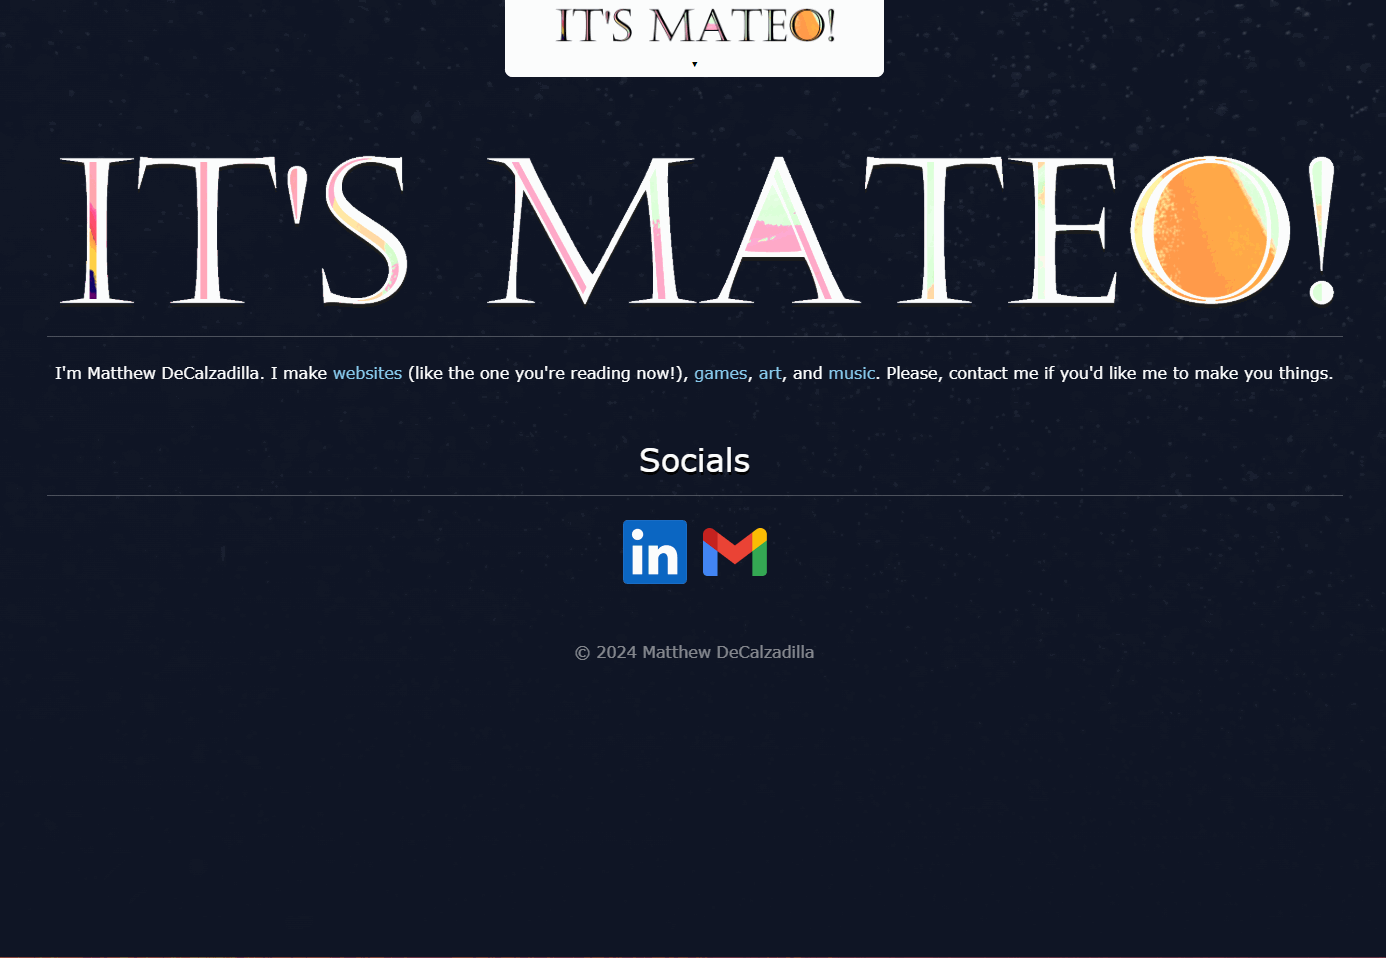 IT'S MATEO!
▼
IT'S MATEO!
I'm Matthew DeCalzadilla. I make websites (like the one you're reading now!), games, art, and music. Please, contact me if you'd like me to make you things.
Socials
in
© 2024 Matthew DeCalzadilla